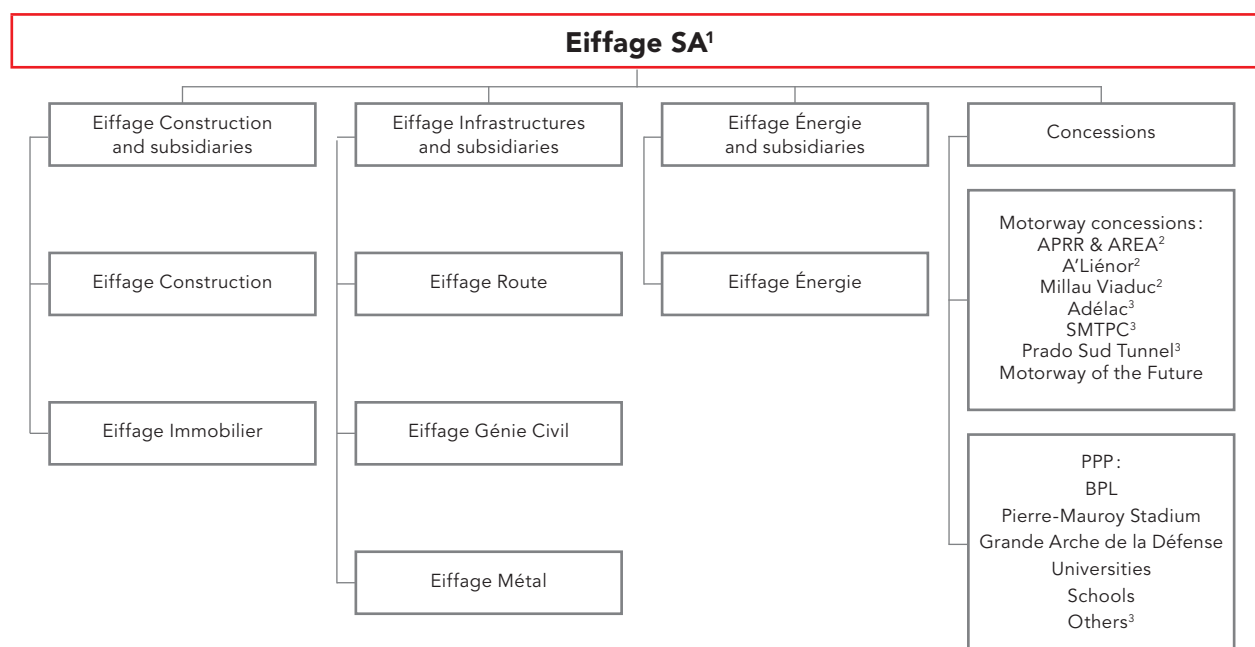 Eiffage SA¹
Eiffage Construction
and subsidiaries
Eiffage Infrastructures
and subsidiaries
Eiffage Énergie
and subsidiaries
Concessions
Eiffage Construction
Eiffage Route
Eiffage Énergie
Motorway concessions :
APRR & AREA²
A’Liénor²
Millau Viaduc²
Adélac³
SMTPC³
Prado Sud Tunnel³
Motorway of the Future
Eiffage Immobilier
Eiffage Génie Civil
PPP :
BPL
Pierre-Mauroy Stadium
Grande Arche de la Défense
Universities
Schools
Others³
Eiffage Métal